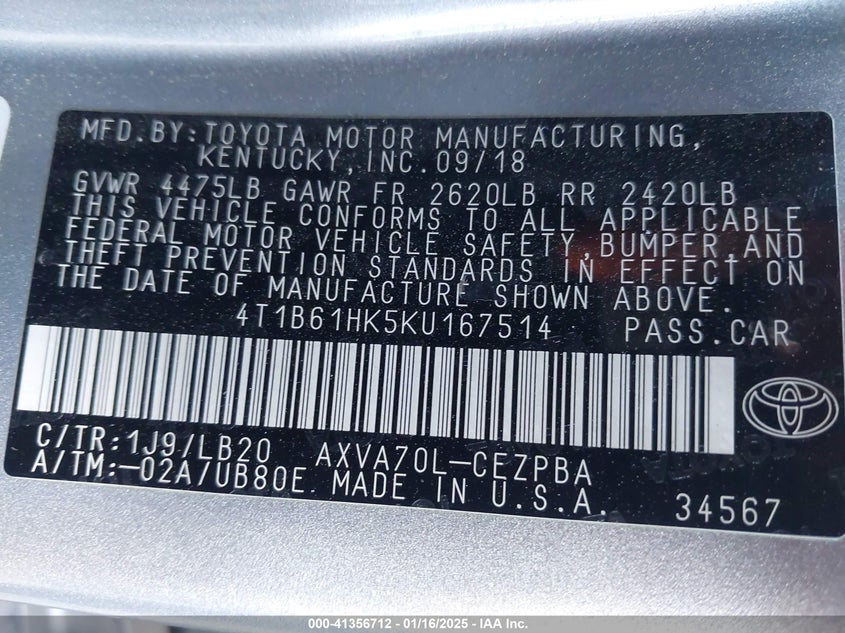 MFD.BY:TOYOTA MOTOR MANUFACTURING,
KENTUCKY,INC.09/18
GVWR 4475LB GAWR FR 2620LB RR 2420LB
THIS VEHICLE CONFORMS TO ALL APPLICABLE
FEDERAL MOTOR VEHICLE SAFETY,BUMPER,AND
THEFT PREVENTION STANDARDS IN EFFECT ON
THE DATE OF MANUFACTURE SHOWN ABOVE.
4T1B61HK5KU167514 PASS.CAR
C/TR:1J9/LB20 AXVA70L-CEZPBA
A/TM:-02A/UB80E MADE IN U.S.A. 34567
000-41356712 - 01/16/2025 - IAA Inc.